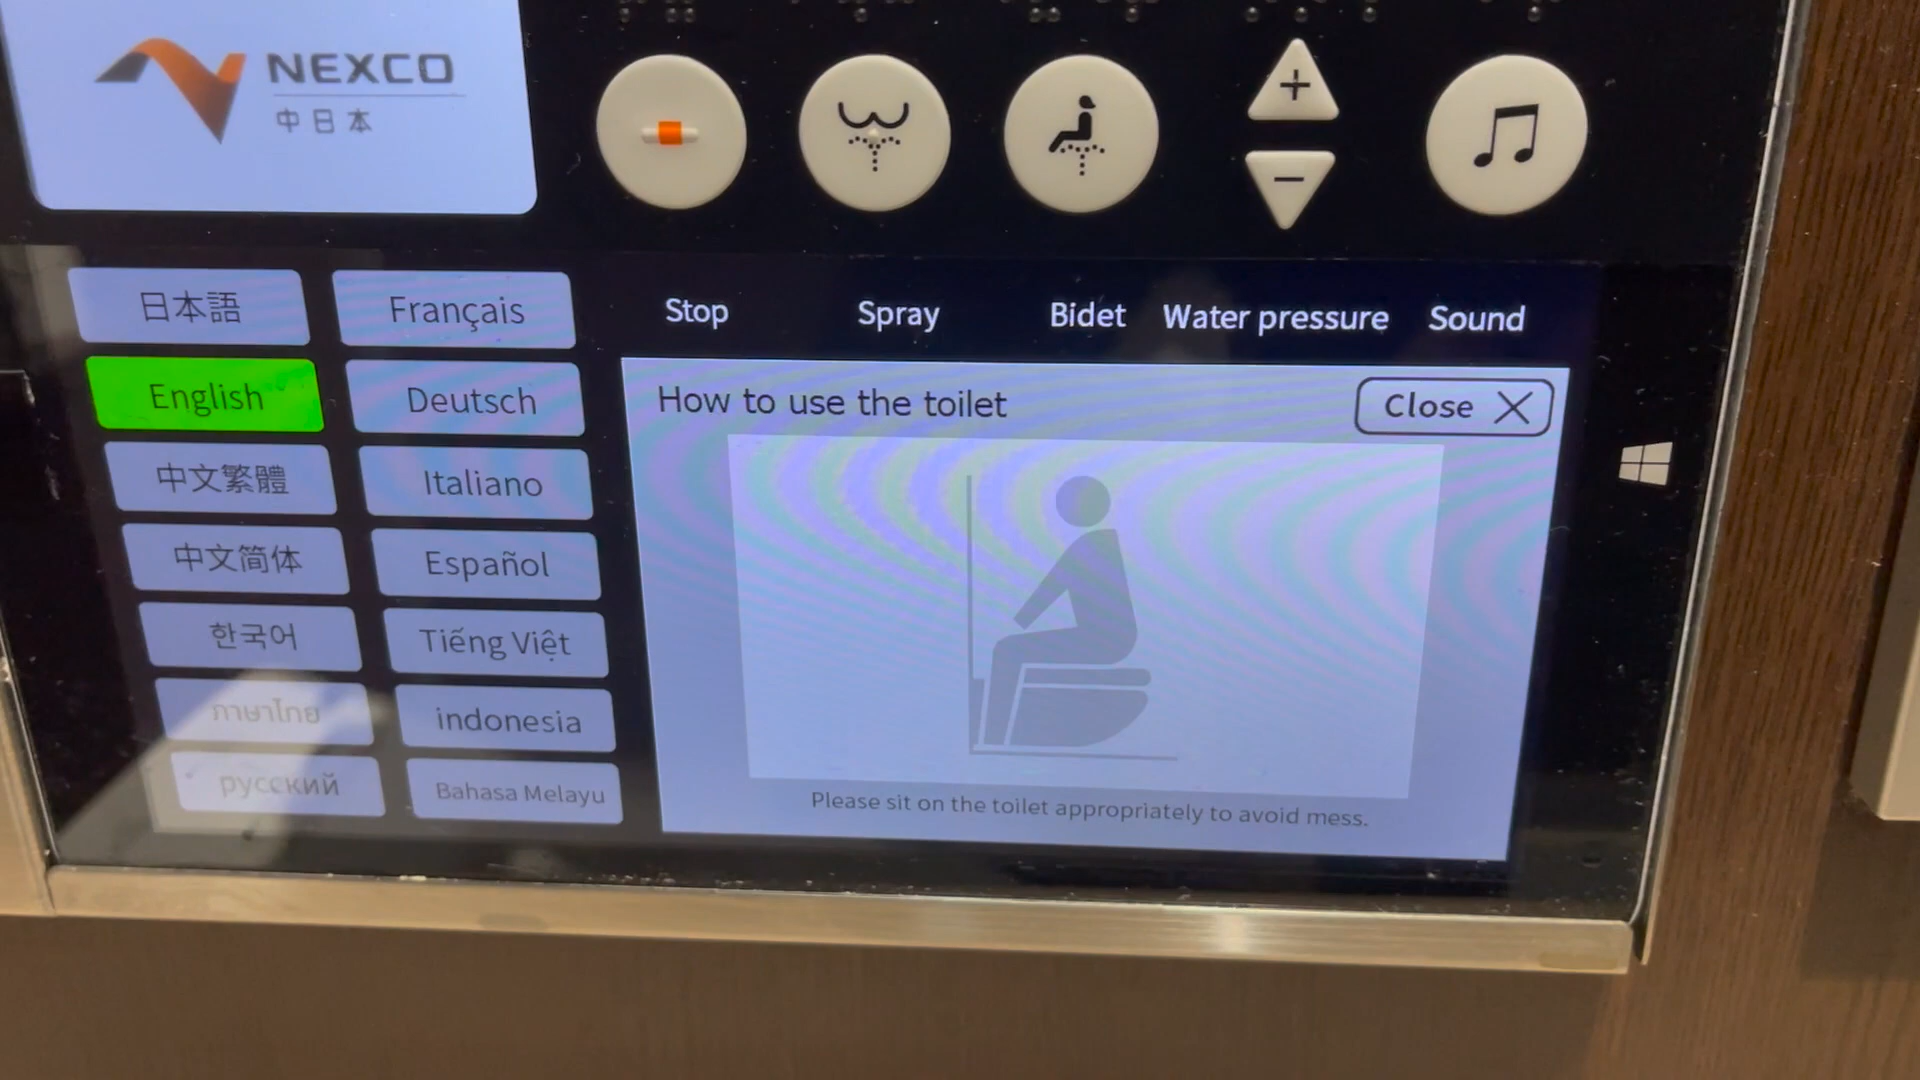 NEXCO
中日本
+
-
Stop Spray Bidet Water pressure Sound
日本語
Français
English
Deutsch
中文繁體
Italiano
中文简体
Español
한국어
Tiếng Việt
ภาษาไทย
indonesia
русский
Bahasa Melayu
How to use the toilet
Close ×
Please sit on the toilet appropriately to avoid mess.